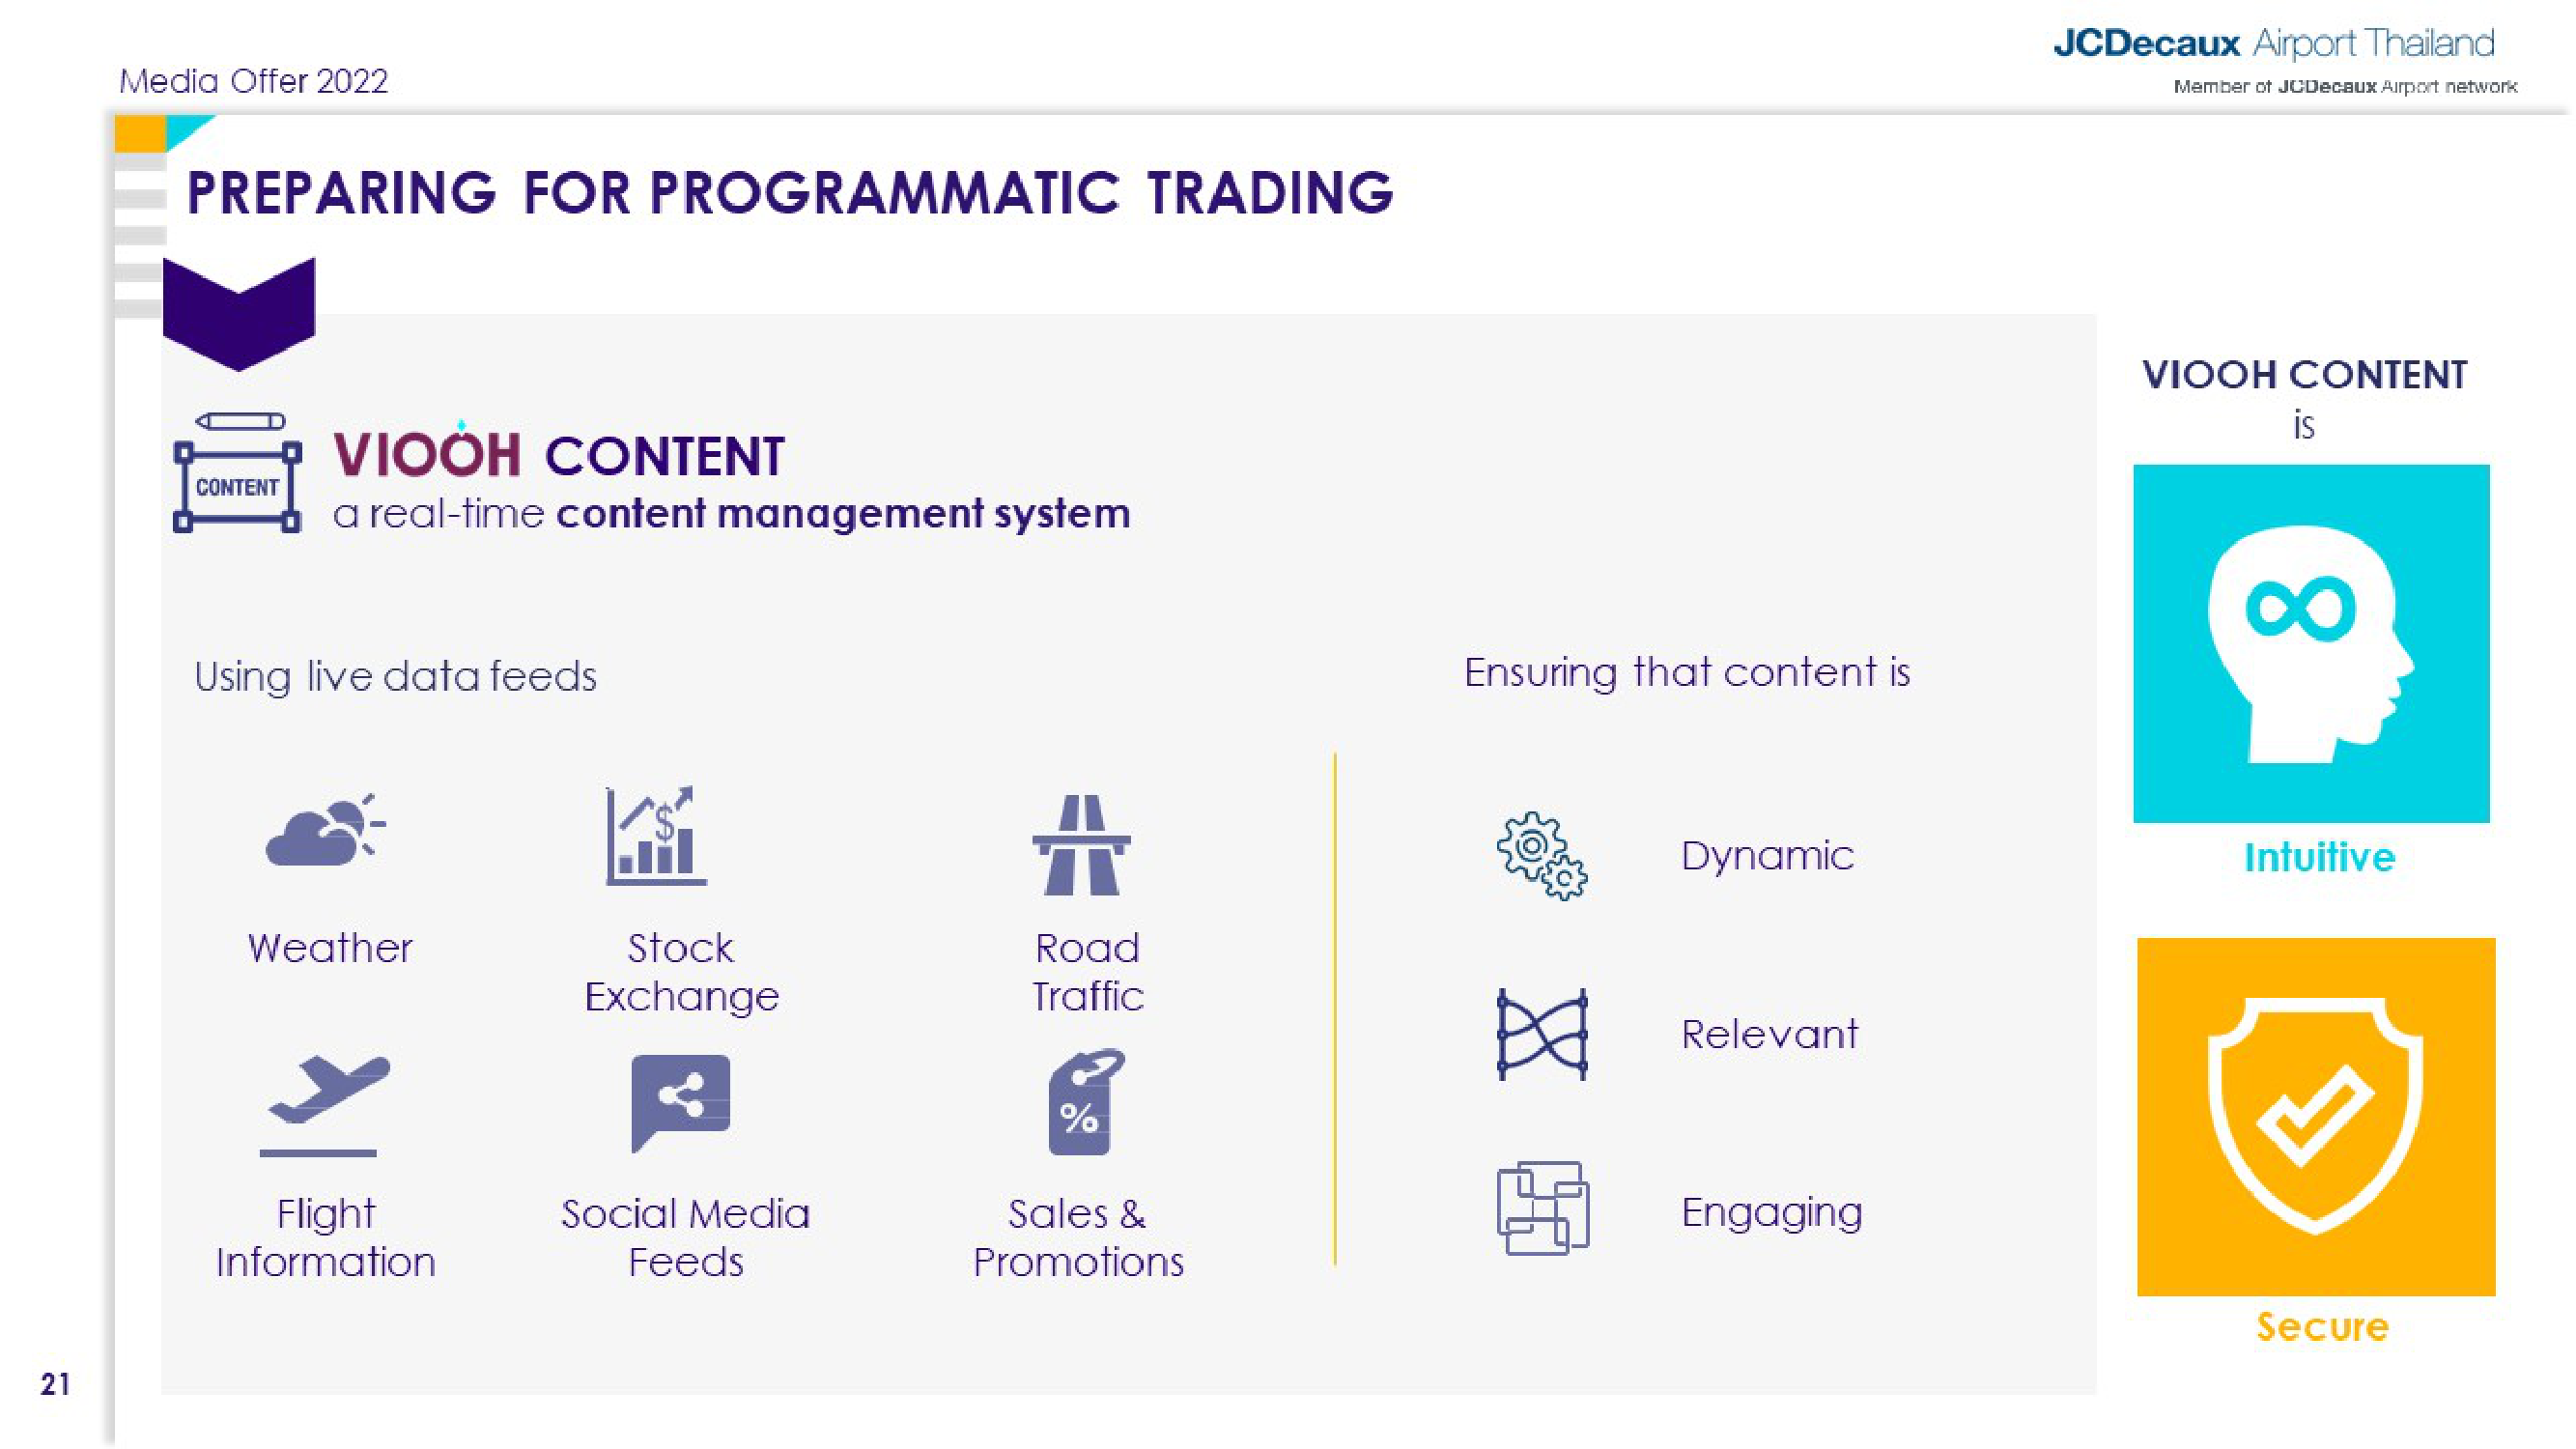 Media Offer 2022
JCDecaux Airport Thailand
Member of JCDecaux Airport network
PREPARING FOR PROGRAMMATIC TRADING
CONTENT
VIOOH CONTENT
a real-time content management system
Using live data feeds
Weather
Stock
Exchange
$
Road
Traffic
Flight
Information
Social Media
Feeds
%
Sales &
Promotions
Ensuring that content is
Dynamic
Relevant
Engaging
VIOOH CONTENT
is
Intuitive
Secure
21